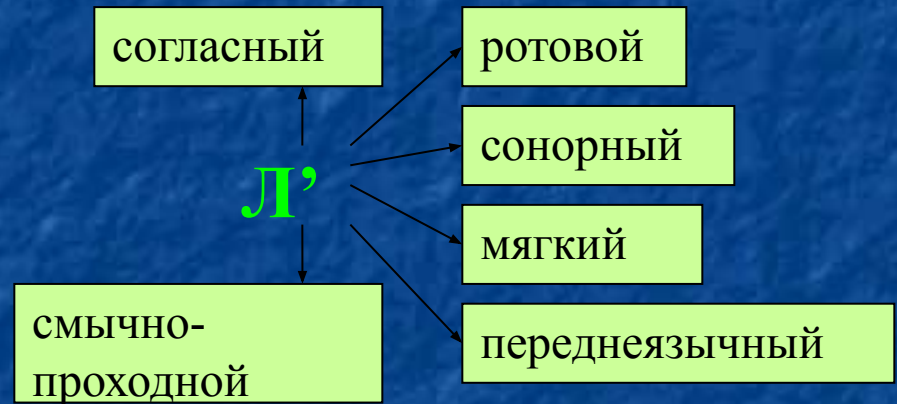 согласный
ротовой
сонорный
Л’
мягкий
смычно-
проходной
переднеязычный